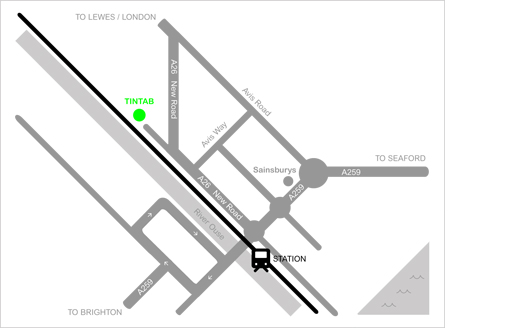 TO LEWES / LONDON
A26 New Road
Avis Road
TINTAB
Avis Way
Sainsburys
TO SEAFORD
A259
A259
A26 New Road
River Ouse
STATION
A259
TO BRIGHTON